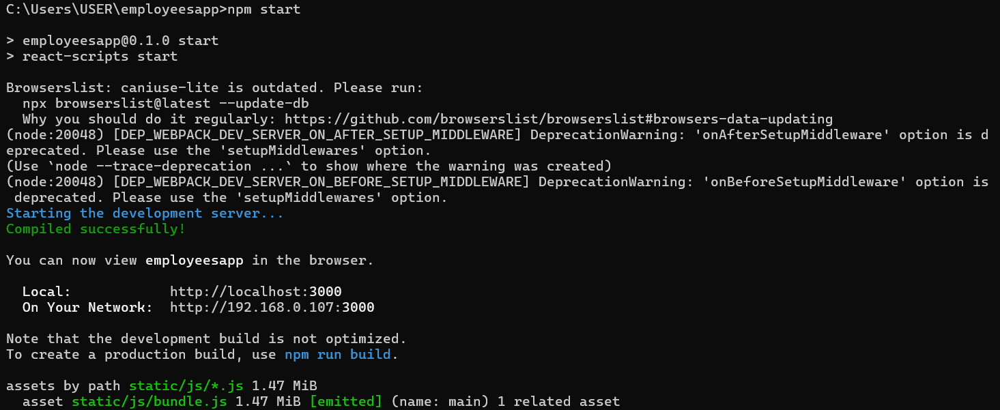 C:\Users\USER\employeesapp>npm start
> employeesapp@0.1.0 start
> react-scripts start
Browserslist: caniuse-lite is outdated. Please run:
  npx browserslist@latest --update-db
  Why you should do it regularly: https://github.com/browserslist/browserslist#browsers-data-updating
(node:20048) [DEP_WEBPACK_DEV_SERVER_ON_AFTER_SETUP_MIDDLEWARE] DeprecationWarning: 'onAfterSetupMiddleware' option is d
eprecated. Please use the 'setupMiddlewares' option.
(Use `node --trace-deprecation ...` to show where the warning was created)
(node:20048) [DEP_WEBPACK_DEV_SERVER_ON_BEFORE_SETUP_MIDDLEWARE] DeprecationWarning: 'onBeforeSetupMiddleware' option is
 deprecated. Please use the 'setupMiddlewares' option.
Starting the development server...
Compiled successfully!
You can now view employeesapp in the browser.
  Local:            http://localhost:3000
  On Your Network:  http://192.168.0.107:3000
Note that the development build is not optimized.
To create a production build, use npm run build.
assets by path static/js/*.js 1.47 MiB
  asset static/js/bundle.js 1.47 MiB [emitted] (name: main) 1 related asset